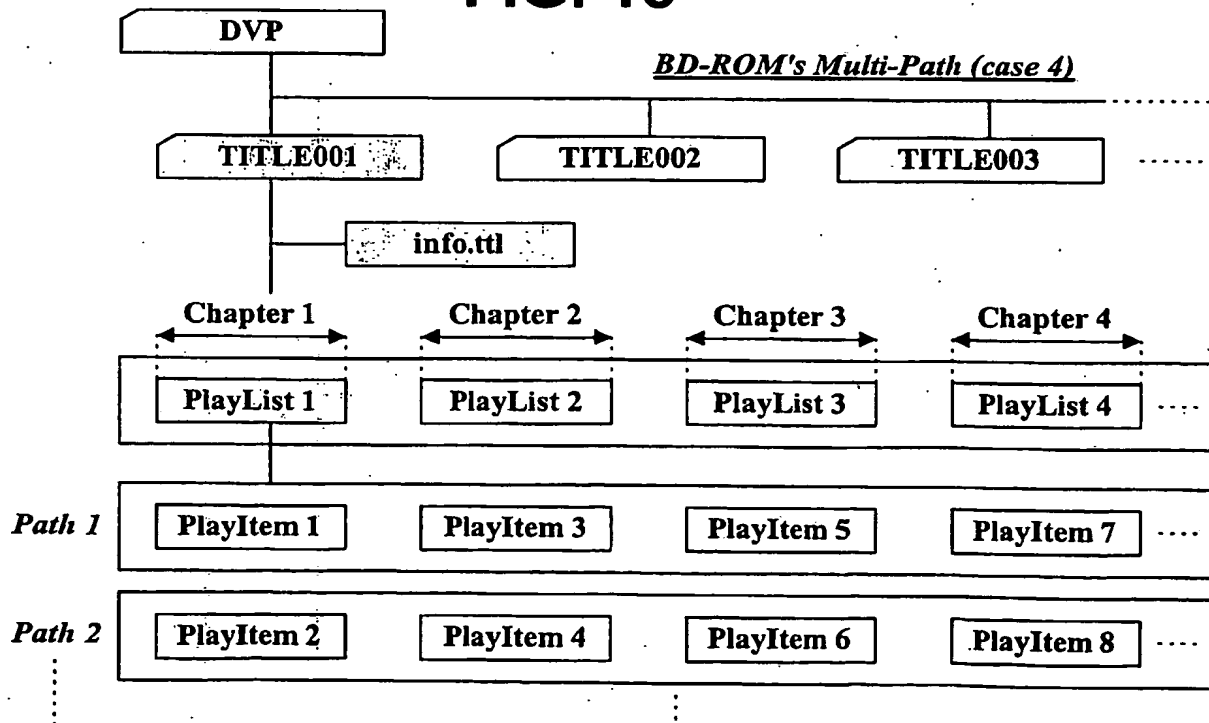 DVP
BD-ROM's Multi-Path (case 4)
TITLE001 TITLE002 TITLE003
info.ttl
Chapter 1 Chapter 2 Chapter 3 Chapter 4
PlayList 1 PlayList 2 PlayList 3 PlayList 4
Path 1 PlayItem 1 PlayItem 3 PlayItem 5 PlayItem 7
Path 2 PlayItem 2 PlayItem 4 PlayItem 6 PlayItem 8